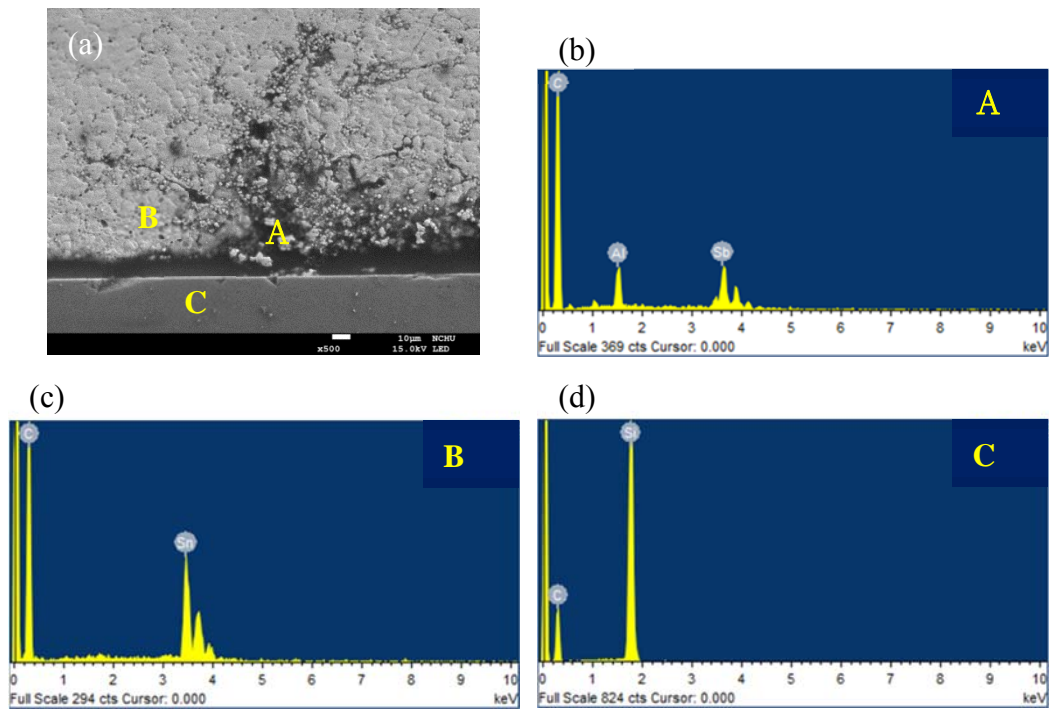 (a)
B
A
C
10μm NCHU
x500 15.0kV LED
(b)
A
C
Al
Sb
0 1 2 3 4 5 6 7 8 9 10
Full Scale 369 cts Cursor: 0.000 keV
(c)
B
C
Sn
0 1 2 3 4 5 6 7 8 9 10
Full Scale 294 cts Cursor: 0.000 keV
(d)
C
Si
C
0 1 2 3 4 5 6 7 8 9 10
Full Scale 824 cts Cursor: 0.000 keV